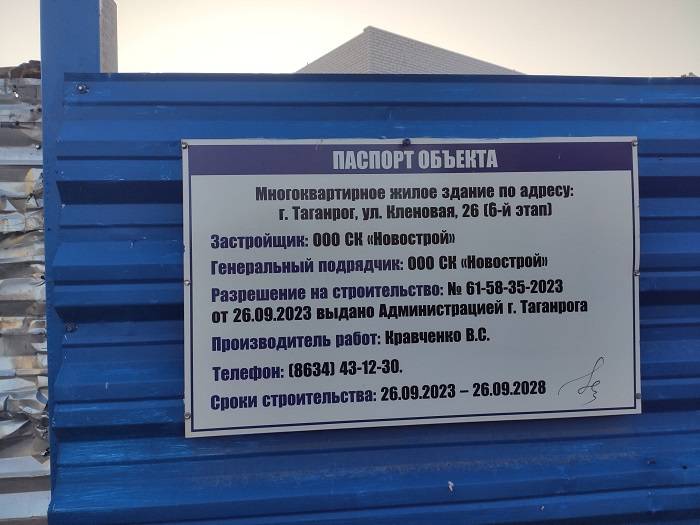 ПАСПОРТ ОБЪЕКТА
Многоквартирное жилое здание по адресу:
г. Таганрог, ул. Кленовая, 26 (6-й этап)
Застройщик: ООО СК «Новострой»
Генеральный подрядчик: ООО СК «Новострой»
Разрешение на строительство: № 61-58-35-2023
от 26.09.2023 выдано Администрацией г. Таганрога
Производитель работ: Кравченко В.С.
Телефон: (8634) 43-12-30.
Сроки строительства: 26.09.2023 – 26.09.2028